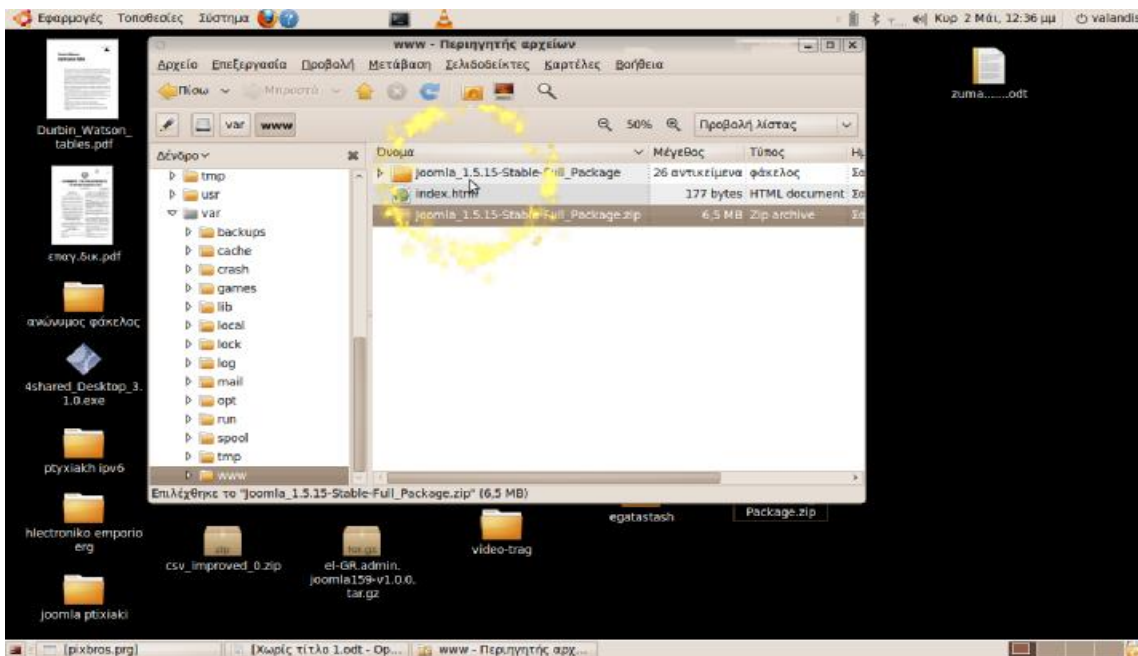 Εφαρμογές Τοποθεσίες Σύστημα
Κυρ 2 Μάι, 12:36 μμ
valandis
www - Περιηγητής αρχείων
Αρχείο Επεξεργασία Προβολή Μετάβαση Σελιδοδείκτες Καρτέλες Βοήθεια
Πίσω Μπροστά
var www
50% Προβολή λίστας
Δένδρο
tmp
usr
var
backups
cache
crash
games
lib
local
lock
log
mail
opt
run
spool
tmp
www
Όνομα Μέγεθος Τύπος Ημ
Joomla_1.5.15-Stable-Full_Package 26 αντικείμενα φάκελος Σα
index.html 177 bytes HTML document Σα
Joomla_1.5.15-Stable-Full_Package.zip 6,5 MB Zip archive Σα
Επιλέχθηκε το "Joomla_1.5.15-Stable-Full_Package.zip" (6,5 MB)
Durbin_Watson_
tables.pdf
επαγ.δικ.pdf
ανώνυμος φάκελος
4shared_Desktop_3.
1.0.exe
ptyxiakh ipv6
hlectroniko emporio
erg
joomla ptixiaki
zuma........odt
csv_improved_0.zip
el-GR.admin.
joomla159-v1.0.0.
tar.gz
video-trag
egatastash
Package.zip
[pixbros.prg]
[Χωρίς τίτλο 1.odt - Op...
www - Περιηγητής αρχ...